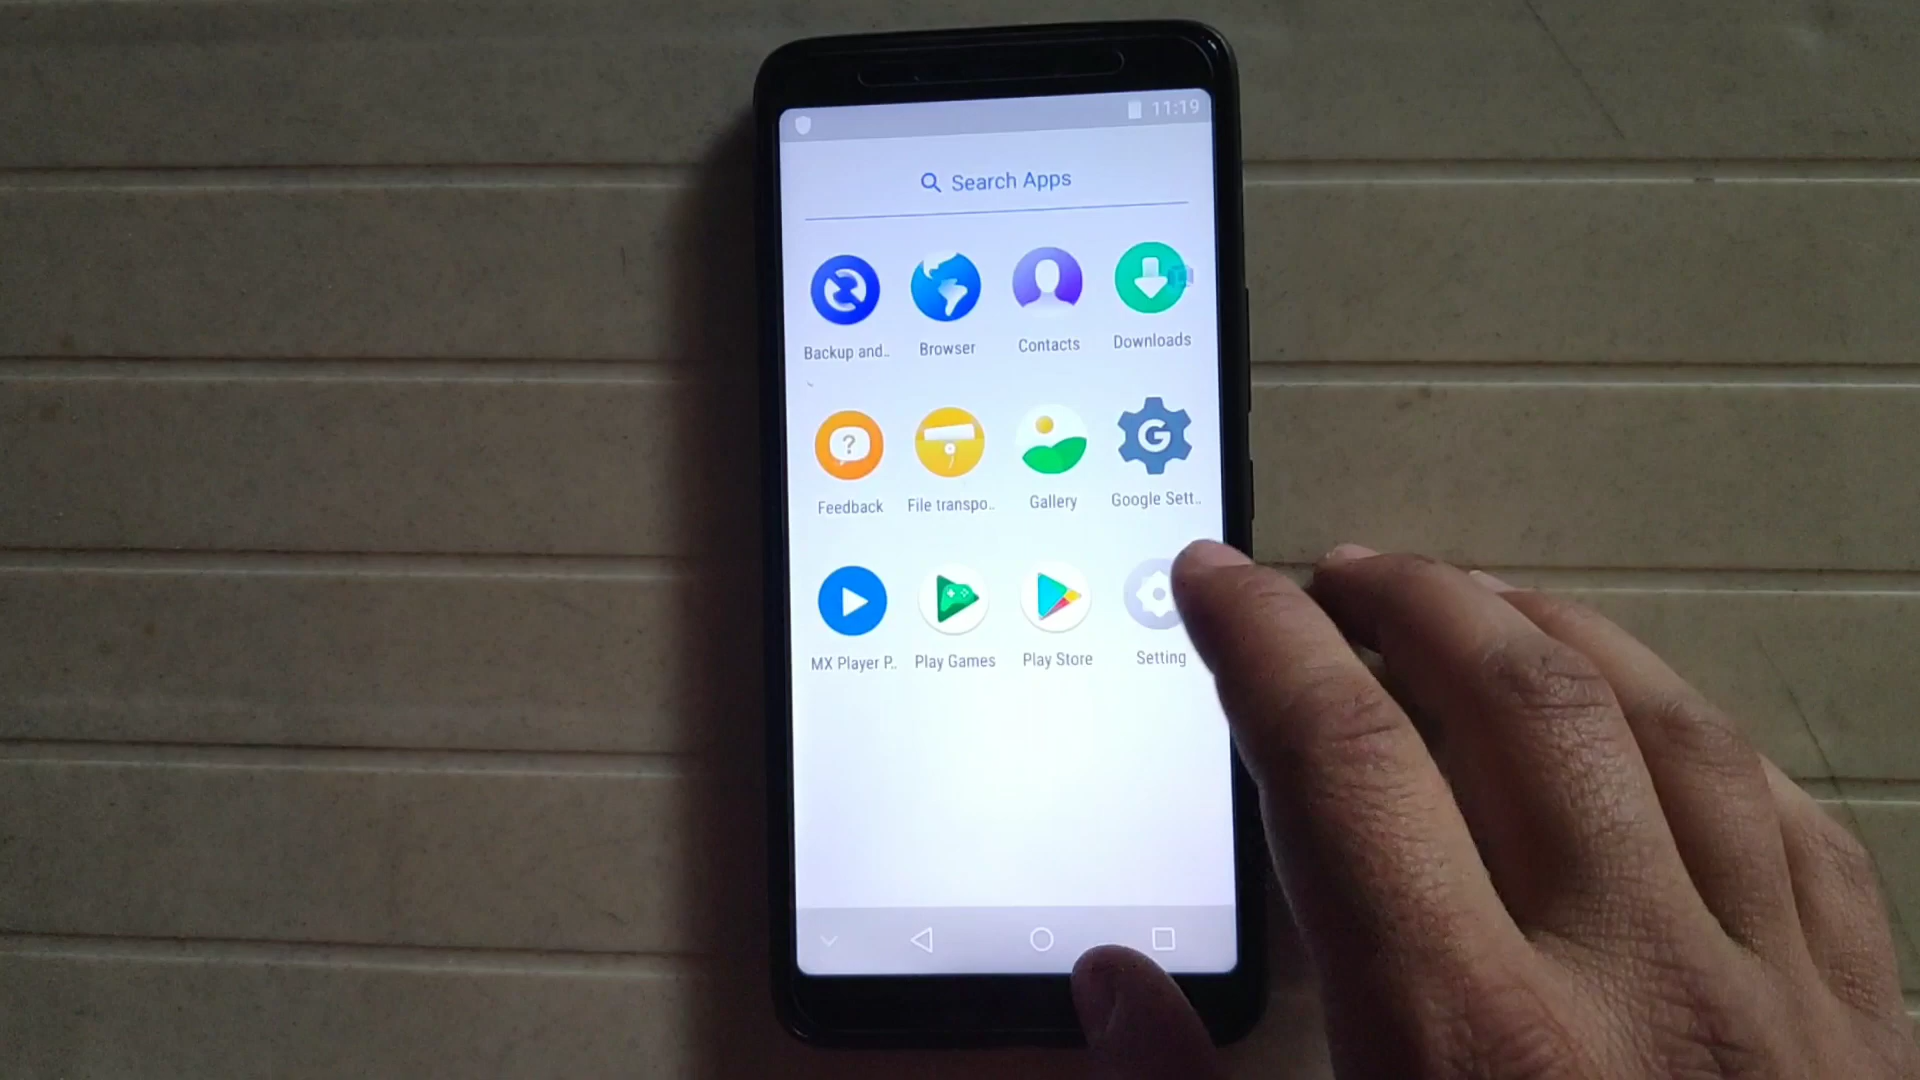 11:19
Search Apps
Backup and.. Browser Contacts Downloads
?
G
Feedback File transpo.. Gallery Google Sett..
MX Player P.. Play Games Play Store Setting